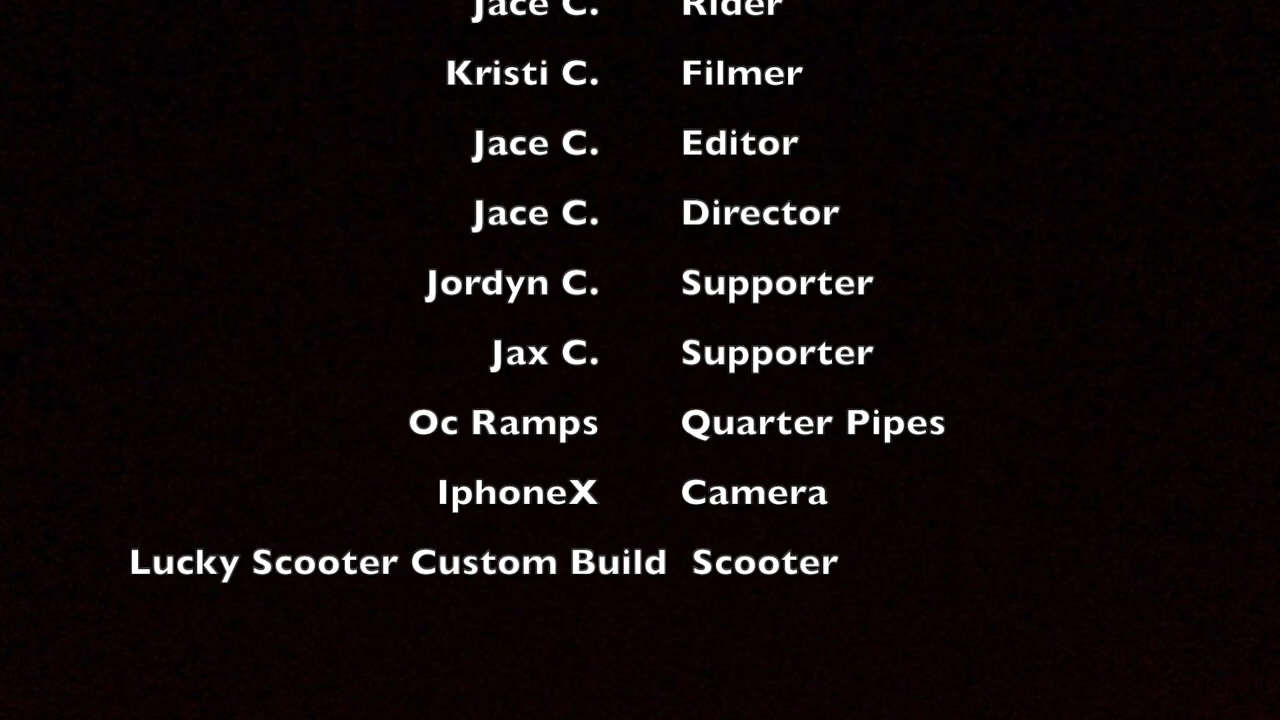 Jace C. Rider
Kristi C. Filmer
Jace C. Editor
Jace C. Director
Jordyn C. Supporter
Jax C. Supporter
Oc Ramps Quarter Pipes
IphoneX Camera
Lucky Scooter Custom Build Scooter